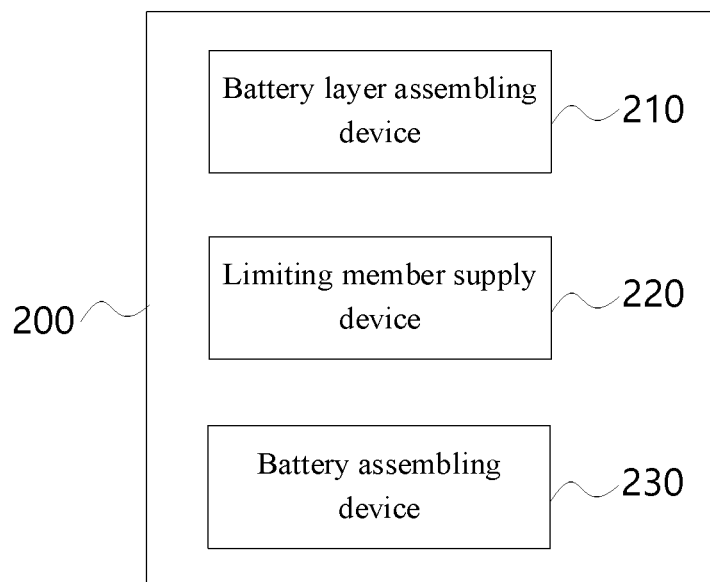 Battery layer assembling
device
210
Limiting member supply
device
220
200
Battery assembling
device
230